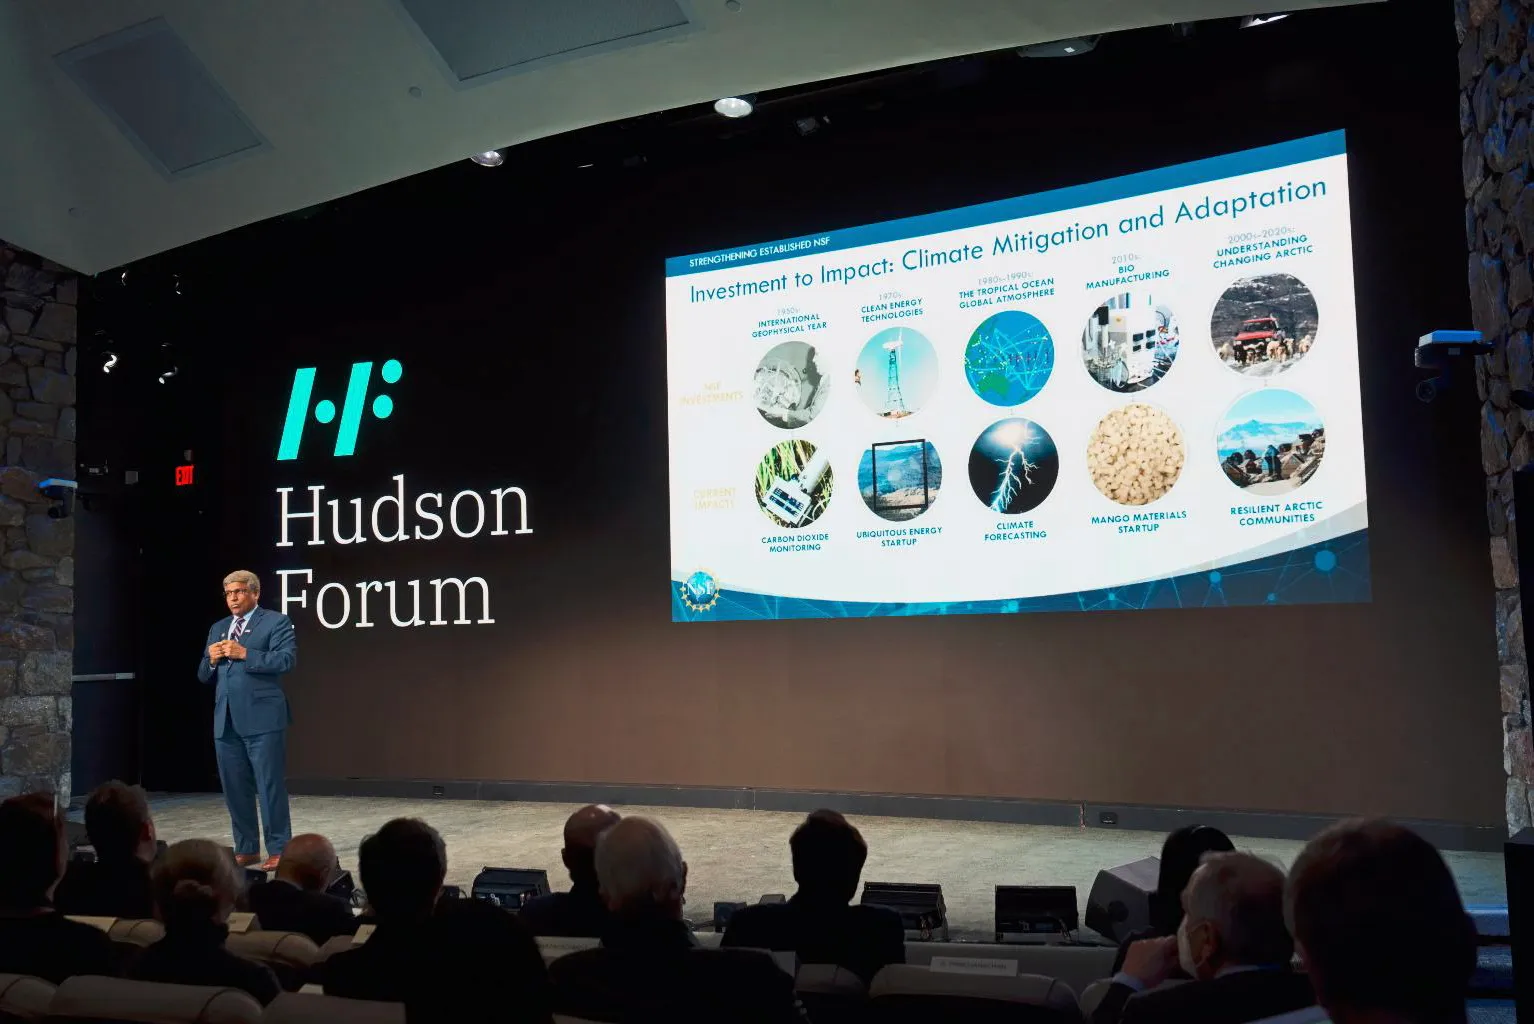 EXIT
Hudson
Forum
STRENGTHENING ESTABLISHED NSF
Investment to Impact: Climate Mitigation and Adaptation
1950s:
INTERNATIONAL
GEOPHYSICAL YEAR
1970s:
CLEAN ENERGY
TECHNOLOGIES
1980s-1990s:
THE TROPICAL OCEAN
GLOBAL ATMOSPHERE
2010s:
BIO
MANUFACTURING
2000s-2020s:
UNDERSTANDING
CHANGING ARCTIC
NSF
INVESTMENTS
CURRENT
IMPACTS
CARBON DIOXIDE
MONITORING
UBIQUITOUS ENERGY
STARTUP
CLIMATE
FORECASTING
MANGO MATERIALS
STARTUP
RESILIENT ARCTIC
COMMUNITIES
NSF